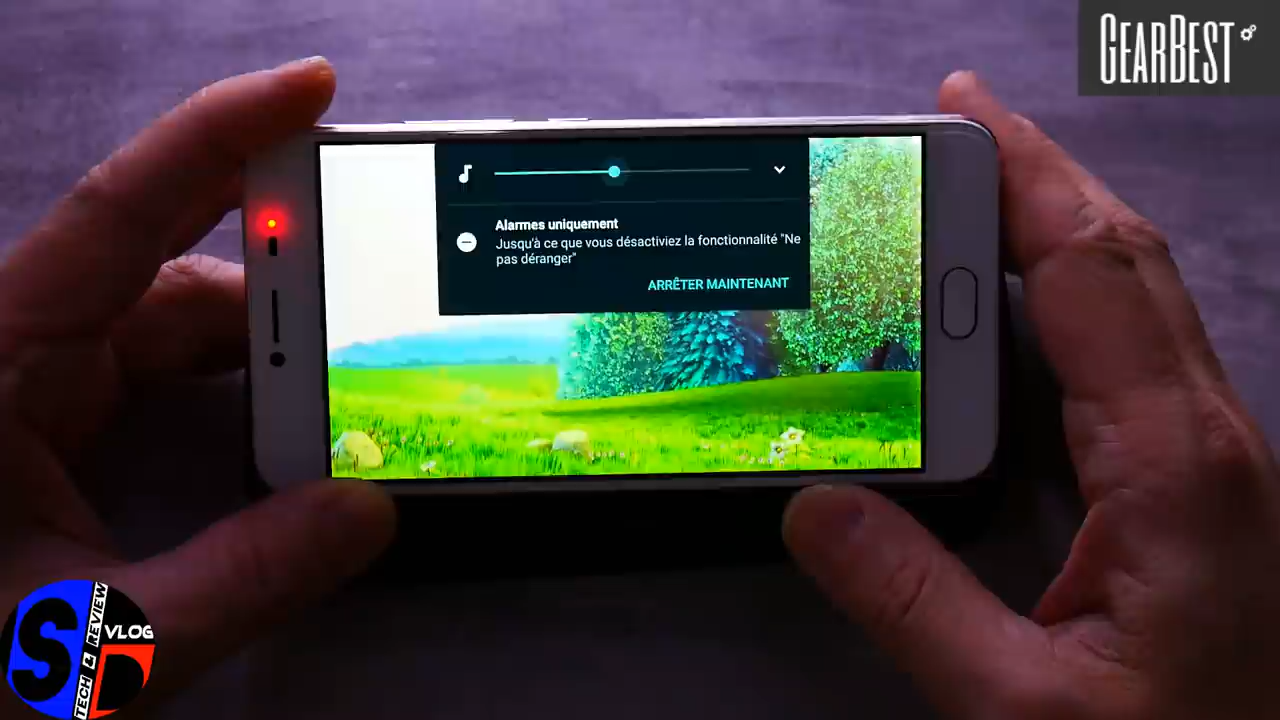 GEARBEST
Alarmes uniquement
Jusqu'à ce que vous désactiviez la fonctionnalité "Ne
pas déranger"
ARRÊTER MAINTENANT
S
D
TECH & REVIEW
VLOG